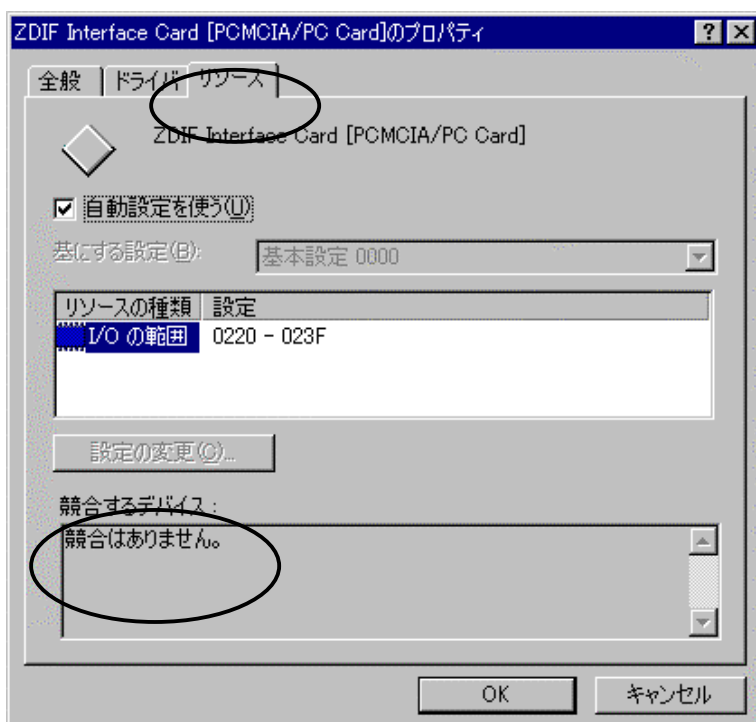 ZDIF Interface Card [PCMCIA/PC Card]のプロパティ
全般 ドライバ リソース
ZDIF Interface Card [PCMCIA/PC Card]
自動設定を使う(U)
基にする設定(B): 基本設定 0000
リソースの種類 設定
I/O の範囲 0220 - 023F
設定の変更(C)...
競合するデバイス :
競合はありません。
OK キャンセル